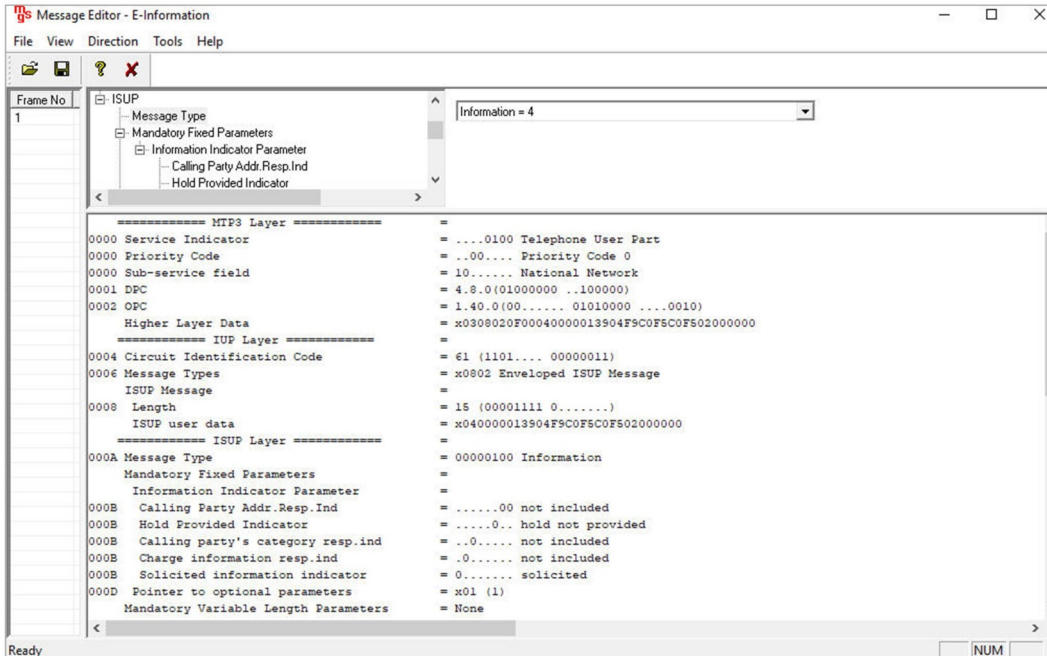 mgs Message Editor - E-Information
File View Direction Tools Help
Frame No
1
ISUP
Message Type
Mandatory Fixed Parameters
Information Indicator Parameter
Calling Party Addr.Resp.Ind
Hold Provided Indicator
Information = 4
============ MTP3 Layer ============ =
0000 Service Indicator = ....0100 Telephone User Part
0000 Priority Code = ..00.... Priority Code 0
0000 Sub-service field = 10...... National Network
0001 DPC = 4.8.0(01000000 ..100000)
0002 OPC = 1.40.0(00...... 01010000 ....0010)
Higher Layer Data = x0308020F00040000013904F9C0F5C0F502000000
============ IUP Layer ============ =
0004 Circuit Identification Code = 61 (1101.... 00000011)
0006 Message Types = x0802 Enveloped ISUP Message
ISUP Message =
0008 Length = 15 (00001111 0.......)
ISUP user data = x040000013904F9C0F5C0F502000000
============ ISUP Layer ============ =
000A Message Type = 00000100 Information
Mandatory Fixed Parameters =
Information Indicator Parameter =
000B Calling Party Addr.Resp.Ind = ......00 not included
000B Hold Provided Indicator = .....0.. hold not provided
000B Calling party's category resp.ind = ..0..... not included
000B Charge information resp.ind = .0...... not included
000B Solicited information indicator = 0....... solicited
000D Pointer to optional parameters = x01 (1)
Mandatory Variable Length Parameters = None
Ready
NUM